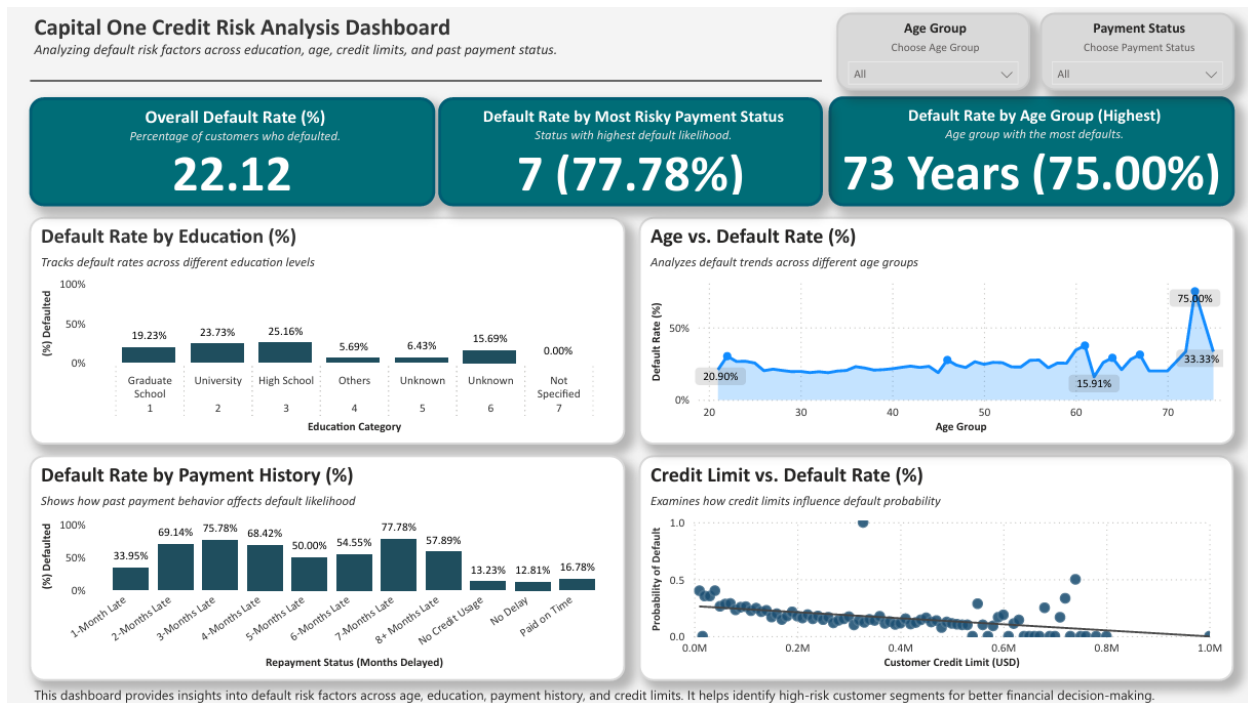 Capital One Credit Risk Analysis Dashboard
Analyzing default risk factors across education, age, credit limits, and past payment status.
Age Group
Choose Age Group
All
Payment Status
Choose Payment Status
All
Overall Default Rate (%)
Percentage of customers who defaulted.
22.12
Default Rate by Most Risky Payment Status
Status with highest default likelihood.
7 (77.78%)
Default Rate by Age Group (Highest)
Age group with the most defaults.
73 Years (75.00%)
Default Rate by Education (%)
Tracks default rates across different education levels
(%) Defaulted
100%
50%
0%
19.23%
23.73%
25.16%
5.69%
6.43%
15.69%
0.00%
Graduate School
University
High School
Others
Unknown
Unknown
Not Specified
1
2
3
4
5
6
7
Education Category
Age vs. Default Rate (%)
Analyzes default trends across different age groups
Default Rate (%)
50%
0%
20.90%
15.91%
75.00%
33.33%
20
30
40
50
60
70
Age Group
Default Rate by Payment History (%)
Shows how past payment behavior affects default likelihood
(%) Defaulted
100%
50%
0%
33.95%
69.14%
75.78%
68.42%
50.00%
54.55%
77.78%
57.89%
13.23%
12.81%
16.78%
1-Month Late
2-Months Late
3-Months Late
4-Months Late
5-Months Late
6-Months Late
7-Months Late
8+ Months Late
No Credit Usage
No Delay
Paid on Time
Repayment Status (Months Delayed)
Credit Limit vs. Default Rate (%)
Examines how credit limits influence default probability
Probability of Default
1.0
0.5
0.0
0.0M
0.2M
0.4M
0.6M
0.8M
1.0M
Customer Credit Limit (USD)
This dashboard provides insights into default risk factors across age, education, payment history, and credit limits. It helps identify high-risk customer segments for better financial decision-making.